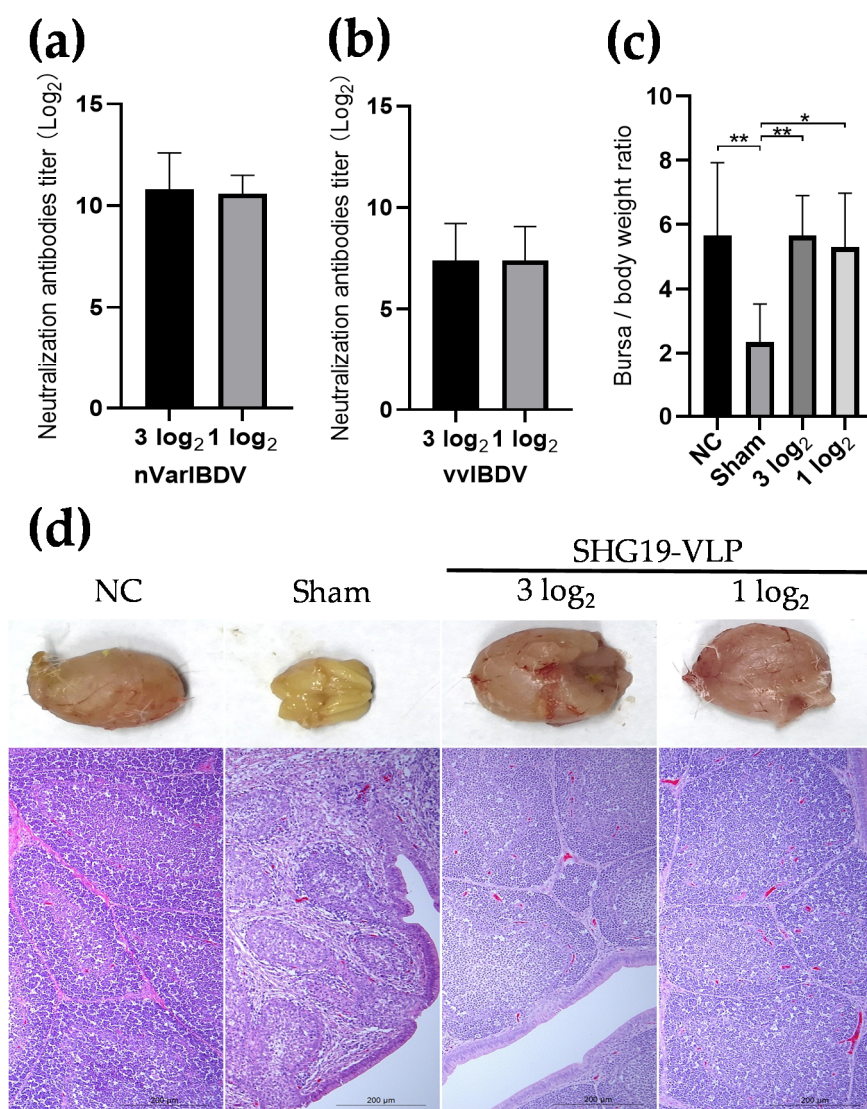 (a)
Neutralization antibodies titer (Log₂)
15
10
5
0
3 log₂ 1 log₂
nVarIBDV
(b)
Neutralization antibodies titer (Log₂)
15
10
5
0
3 log₂ 1 log₂
vvIBDV
(c)
Bursa / body weight ratio
10
8
6
4
2
0
** ** *
NC
Sham
3 log₂
1 log₂
(d)
SHG19-VLP
NC Sham 3 log₂ 1 log₂
200 μm 200 μm 200 μm 200 μm